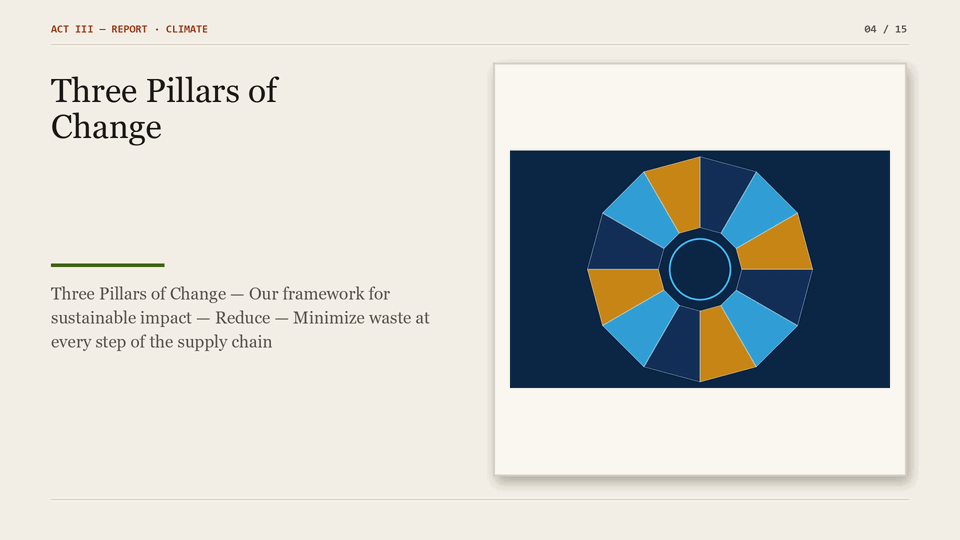 ACT III — REPORT · CLIMATE
04 / 15
Three Pillars of
Change
Three Pillars of Change — Our framework for
sustainable impact — Reduce — Minimize waste at
every step of the supply chain